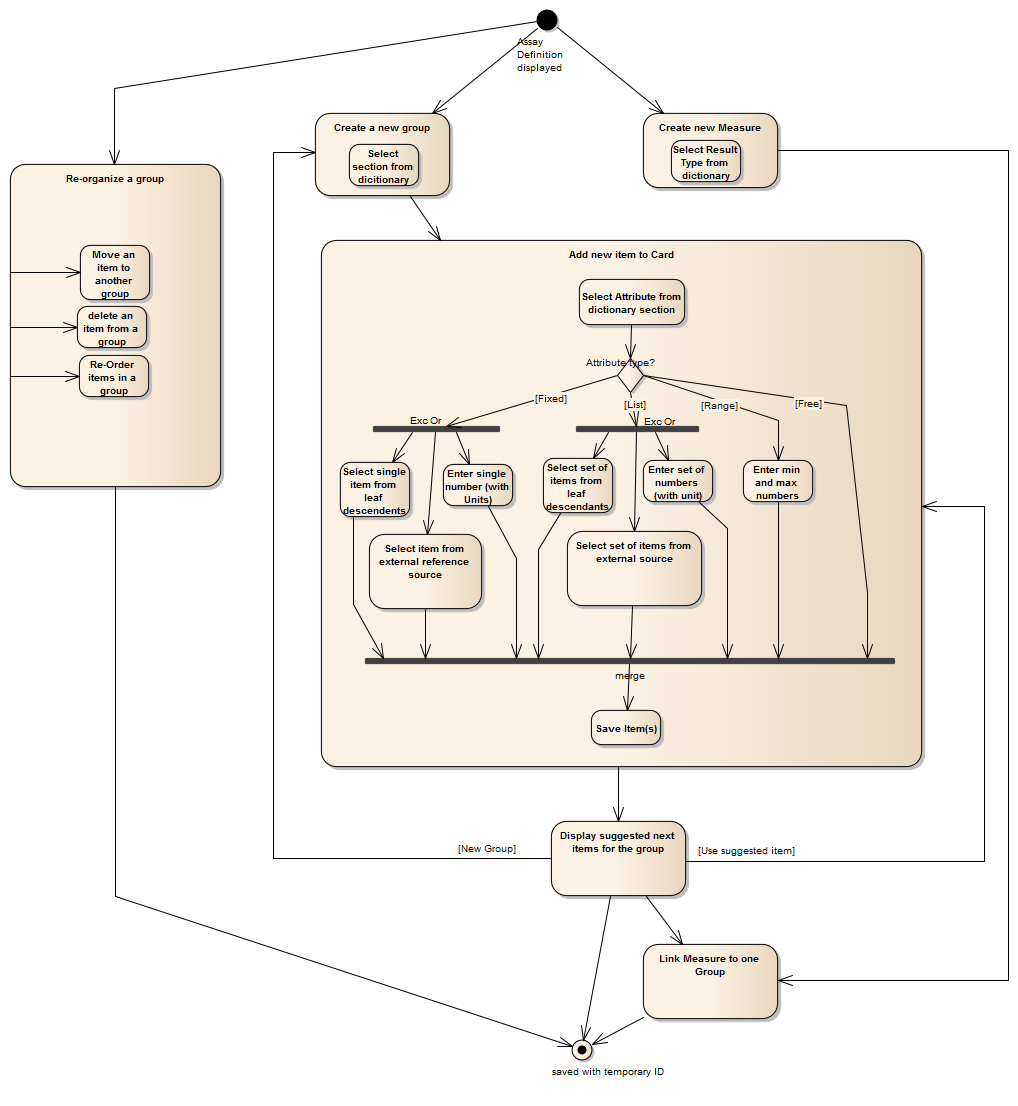 Assay
Definition
displayed
Create a new group
Select
section from
dicitionary
Create new Measure
Select Result
Type from
dictionary
Re-organize a group
Move an
item to
another
group
delete an
item from a
group
Re-Order
items in a
group
Add new item to Card
Select Attribute from
dictionary section
Attribute type?
[Fixed]
[List]
[Range]
[Free]
Exc Or
Exc Or
Select single
item from
leaf
descendents
Enter single
number (with
Units)
Select set of
items from
leaf
descendants
Enter set of
numbers
(with unit)
Enter min
and max
numbers
Select item from
external reference
source
Select set of items from
external source
merge
Save Item(s)
Display suggested next
items for the group
[New Group]
[Use suggested item]
Link Measure to one
Group
saved with temporary ID